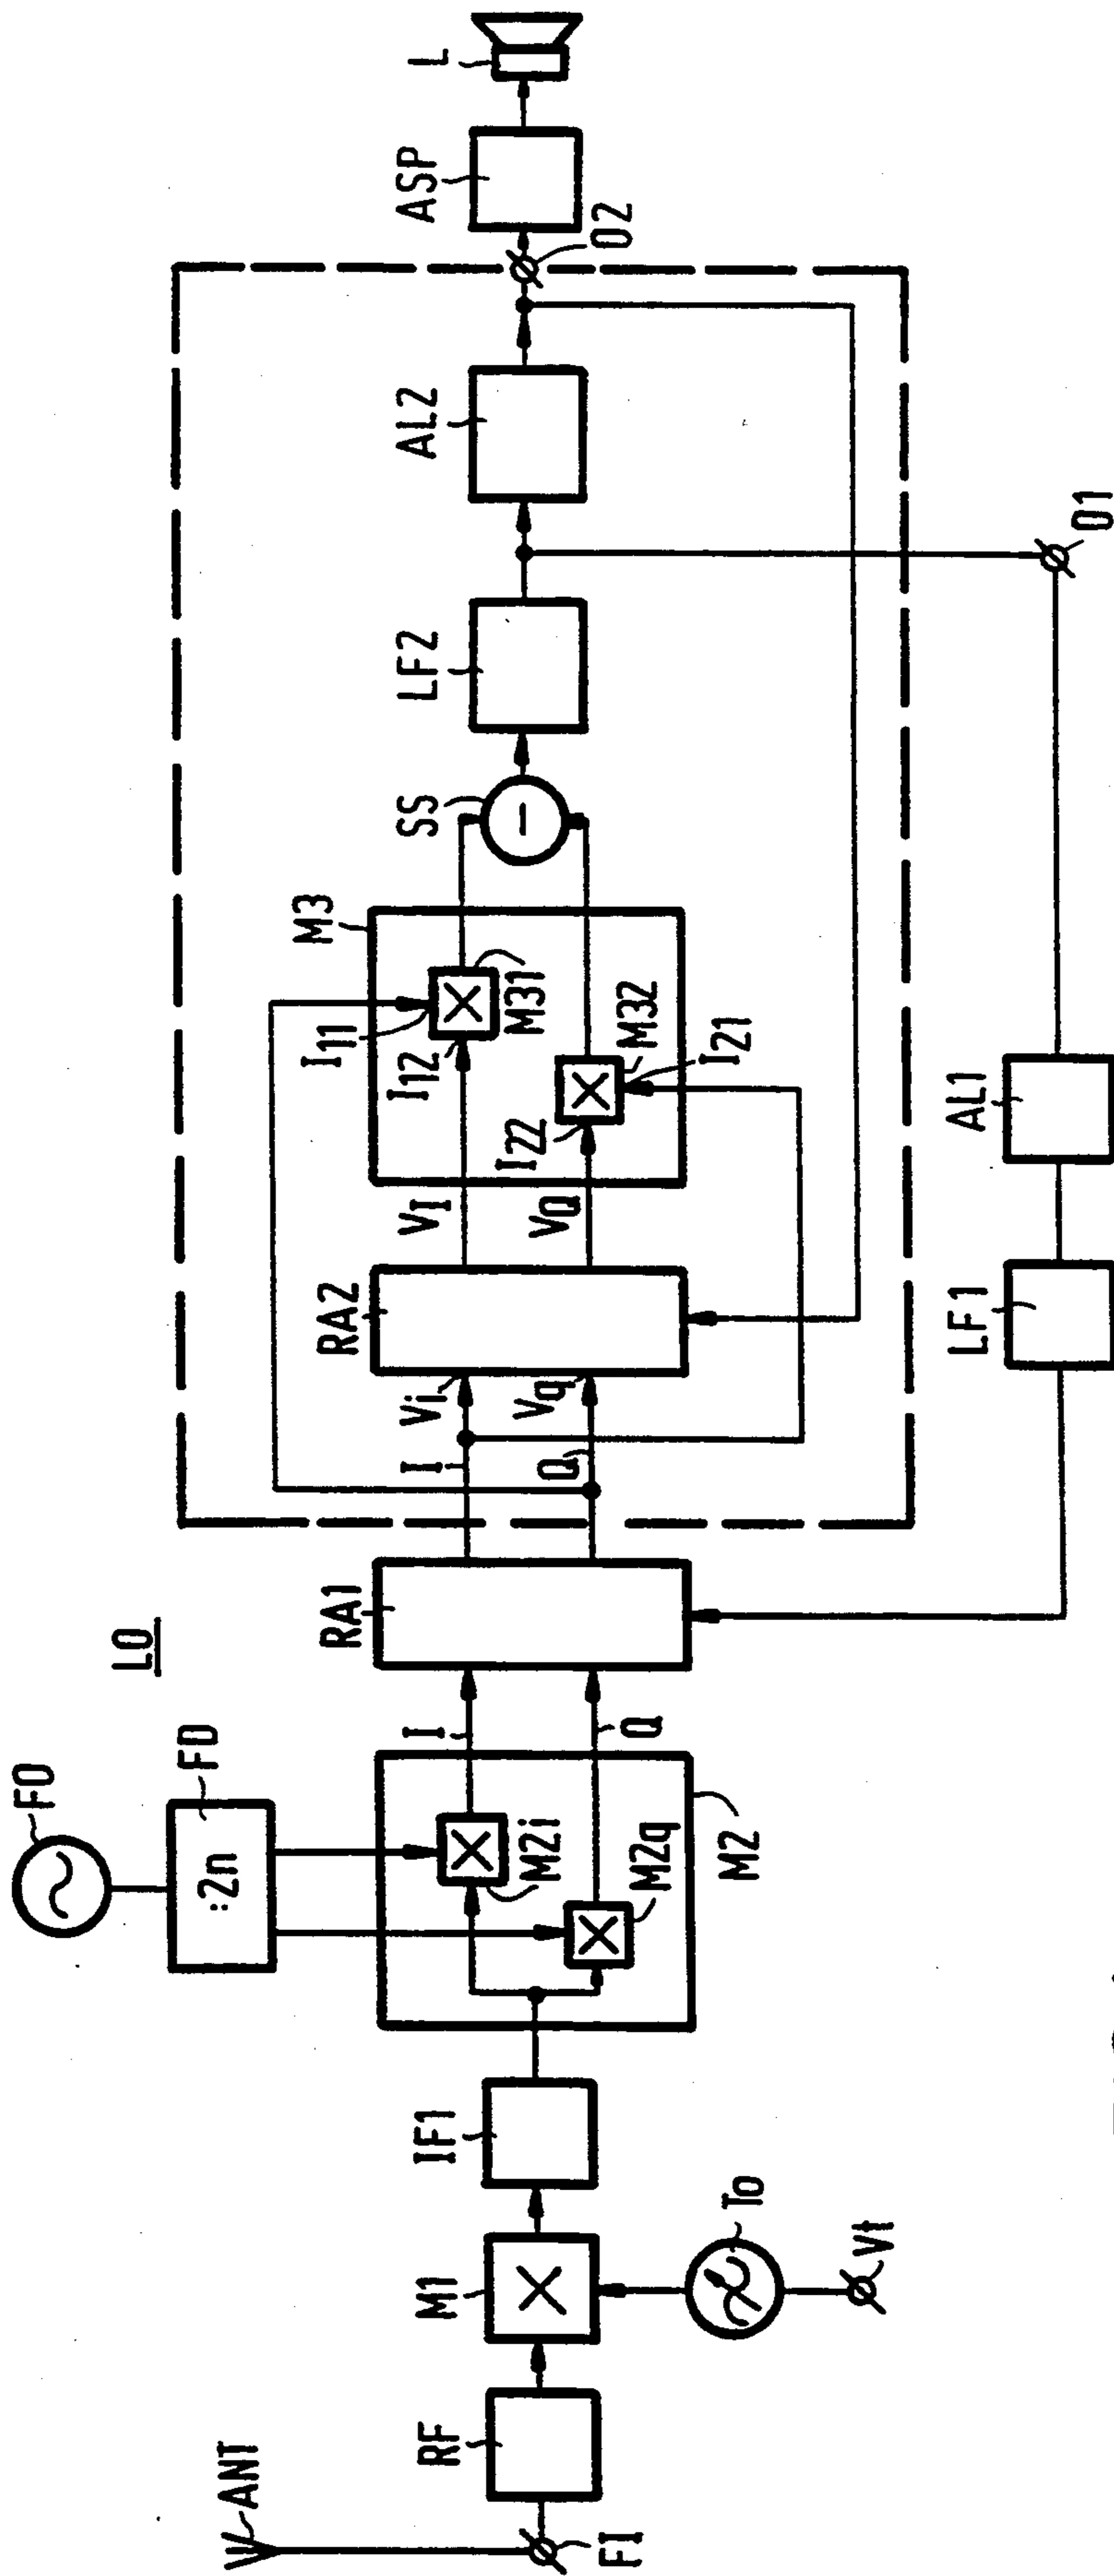 ANT
FI
RF
M1
To
Vt
IF1
FO
FD
:2n
M2i
M2q
M2
I
Q
LO
RA1
I
Q
Vi
Vq
RA2
VI
VQ
I11
I12
I22
I21
M3
M31
M32
SS
−
LF2
AL2
O2
ASP
L
LF1
AL1
O1